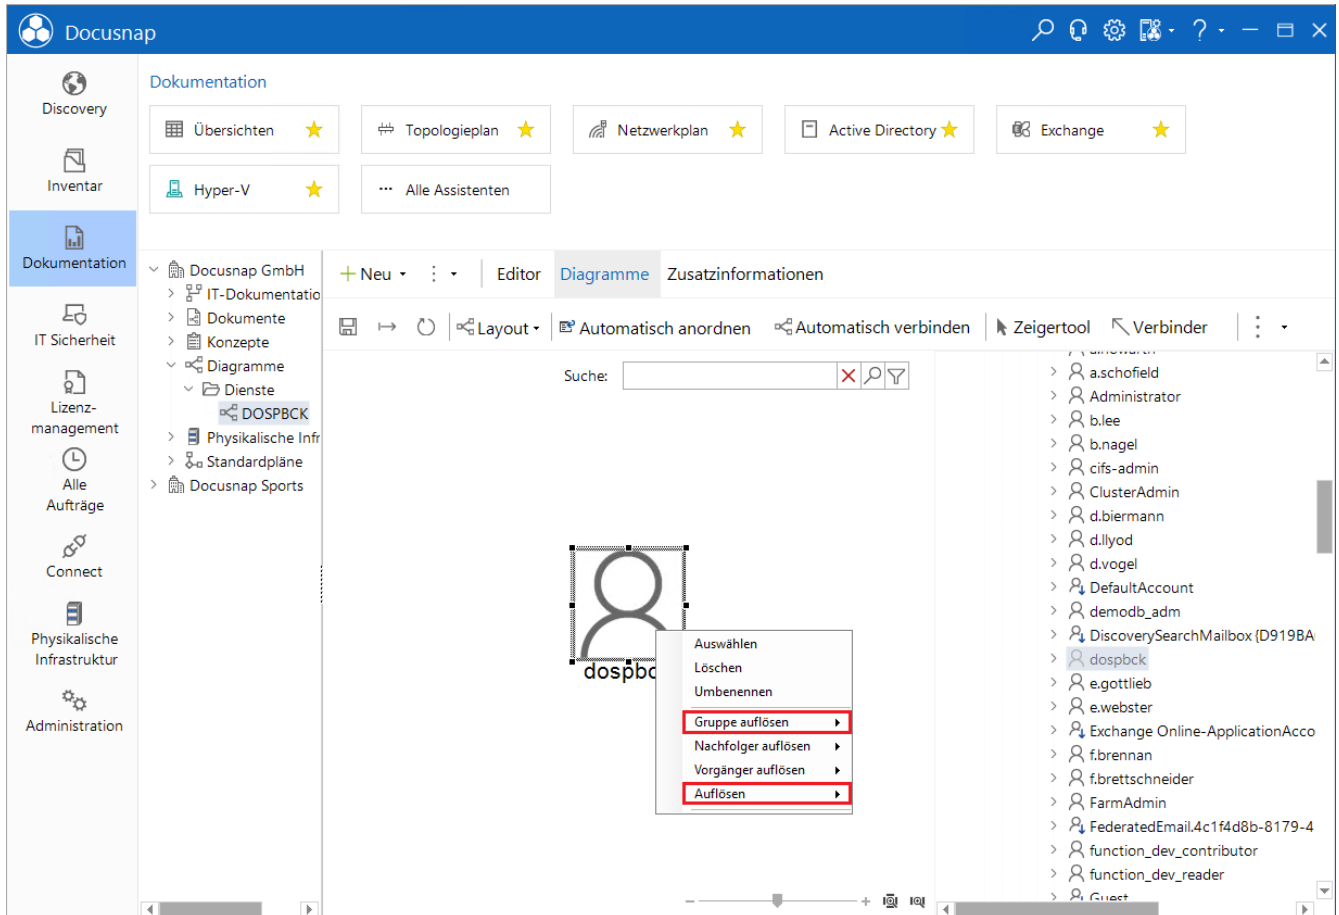 Docusnap
?
Discovery
Inventar
Dokumentation
IT Sicherheit
Lizenz-
management
Alle
Aufträge
Connect
Physikalische
Infrastruktur
Administration
Dokumentation
Übersichten
Topologieplan
Netzwerkplan
Active Directory
Exchange
Hyper-V
Alle Assistenten
Docusnap GmbH
IT-Dokumentatio
Dokumente
Konzepte
Diagramme
Dienste
DOSPBCK
Physikalische Infr
Standardpläne
Docusnap Sports
Neu
Editor
Diagramme
Zusatzinformationen
Layout
Automatisch anordnen
Automatisch verbinden
Zeigertool
Verbinder
Suche:
dospbc
Auswählen
Löschen
Umbenennen
Gruppe auflösen
Nachfolger auflösen
Vorgänger auflösen
Auflösen
a.schofield
Administrator
b.lee
b.nagel
cifs-admin
ClusterAdmin
d.biermann
d.llyod
d.vogel
DefaultAccount
demodb_adm
DiscoverySearchMailbox {D919BA
dospbck
e.gottlieb
e.webster
Exchange Online-ApplicationAcco
f.brennan
f.brettschneider
FarmAdmin
FederatedEmail.4c1f4d8b-8179-4
function_dev_contributor
function_dev_reader
Guest